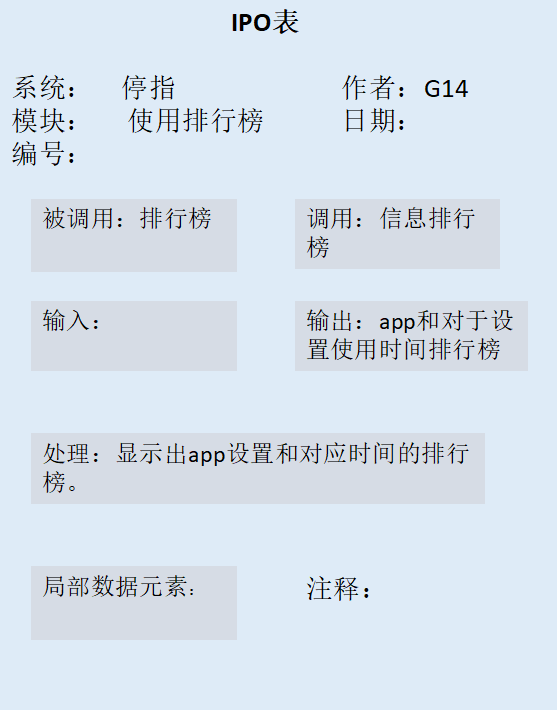 IPO表
系统： 停指 作者：G14
模块： 使用排行榜 日期：
编号：
被调用：排行榜
调用：信息排行
榜
输入：
输出：app和对于设
置使用时间排行榜
处理：显示出app设置和对应时间的排行
榜。
局部数据元素：
注释：